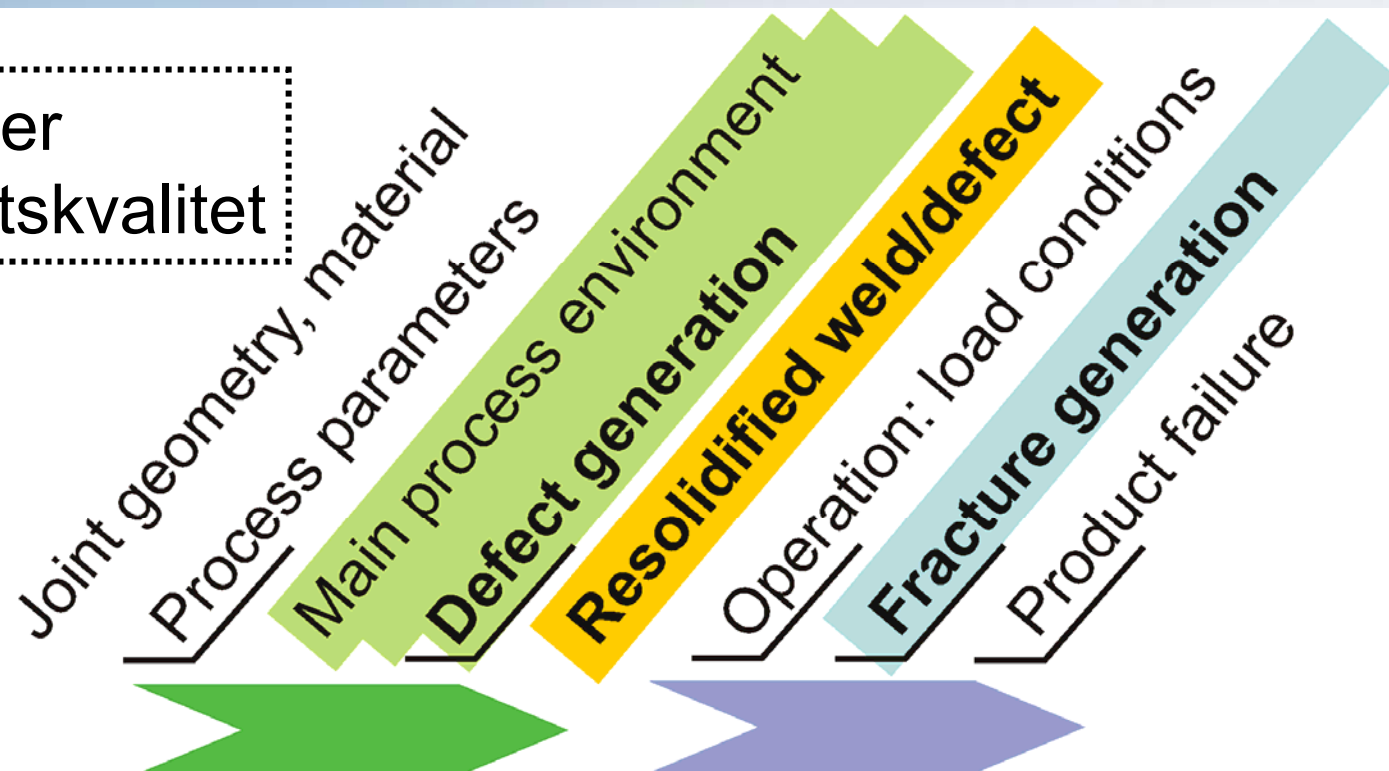 er
tskvalitet
Joint geometry, material
Process parameters
Main process environment
Defect generation
Resolidified weld/defect
Operation: load conditions
Fracture generation
Product failure